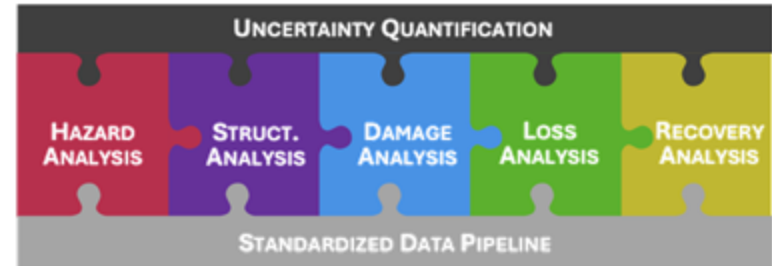 UNCERTAINTY QUANTIFICATION
HAZARD
ANALYSIS
STRUCT.
ANALYSIS
DAMAGE
ANALYSIS
LOSS
ANALYSIS
RECOVERY
ANALYSIS
STANDARDIZED DATA PIPELINE